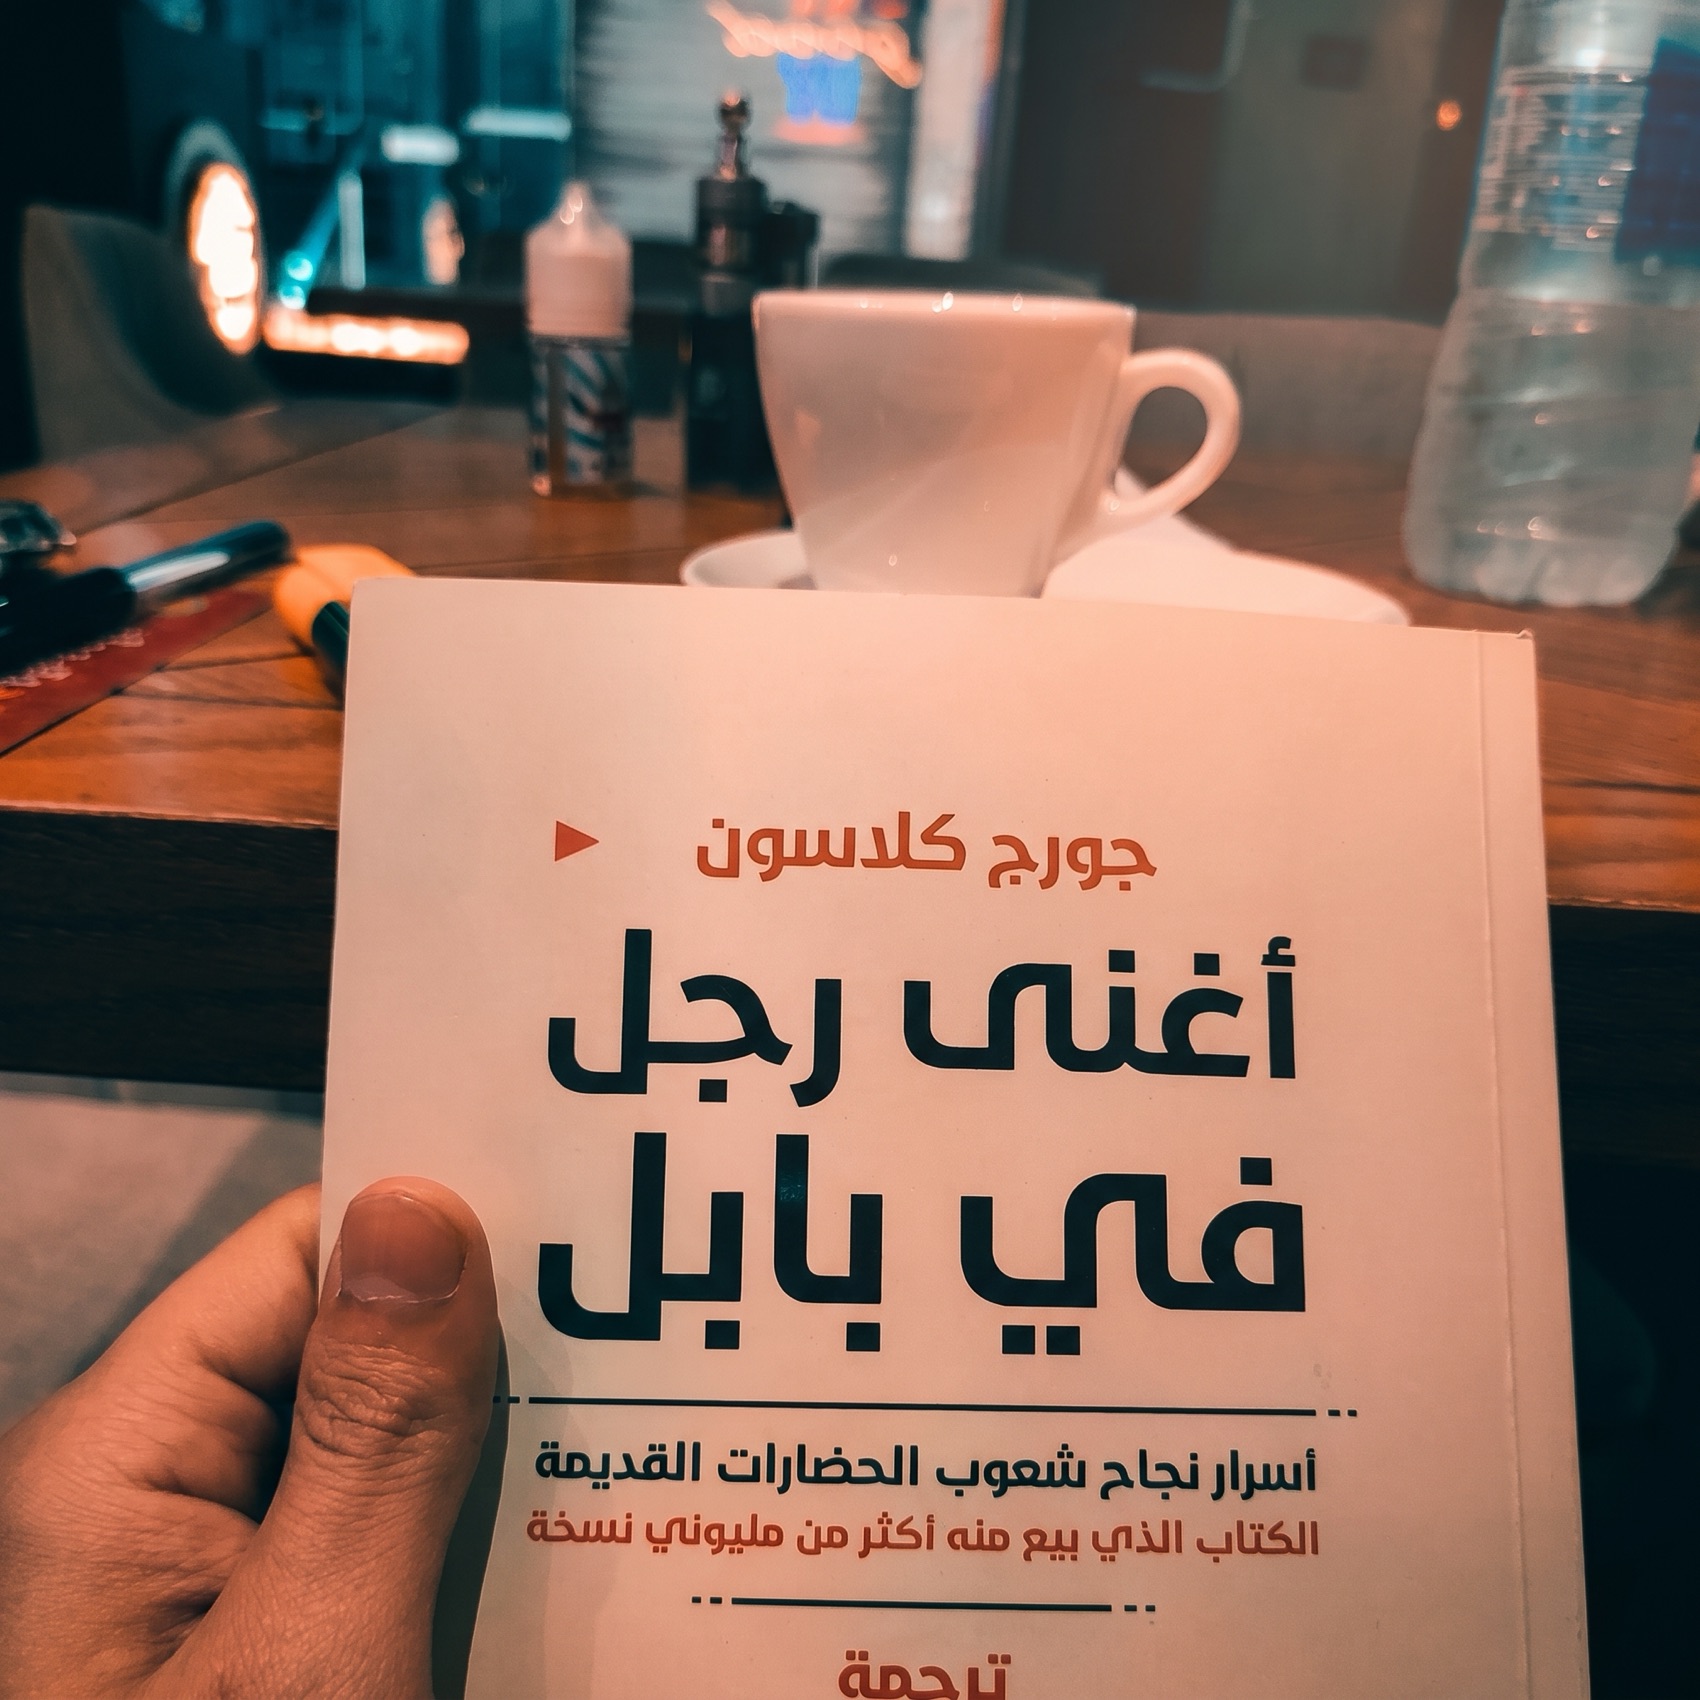 جورج كلاسون
أغنى رجل
في بابل
أسرار نجاح شعوب الحضارات القديمة
الكتاب الذي بيع منه أكثر من مليوني نسخة
ترجمة